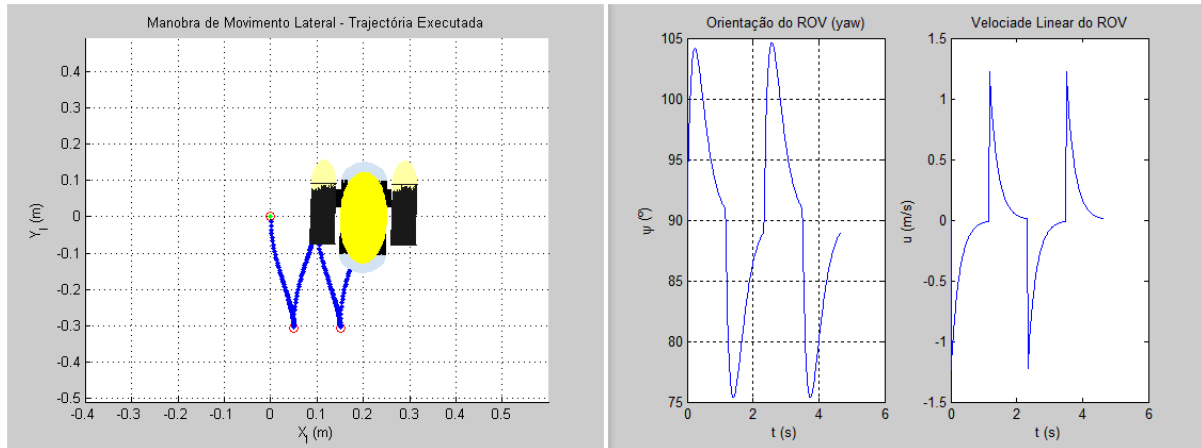 Manobra de Movimento Lateral - Trajectória Executada
0.4
0.3
0.2
0.1
0
-0.1
-0.2
-0.3
-0.4
-0.5
-0.4 -0.3 -0.2 -0.1 0 0.1 0.2 0.3 0.4 0.5
Y_I (m)
X_I (m)
Orientação do ROV (yaw)
105
100
95
90
85
80
75
0 2 4 6
ψ (º)
t (s)
Velociade Linear do ROV
1.5
1
0.5
0
-0.5
-1
-1.5
0 2 4 6
u (m/s)
t (s)